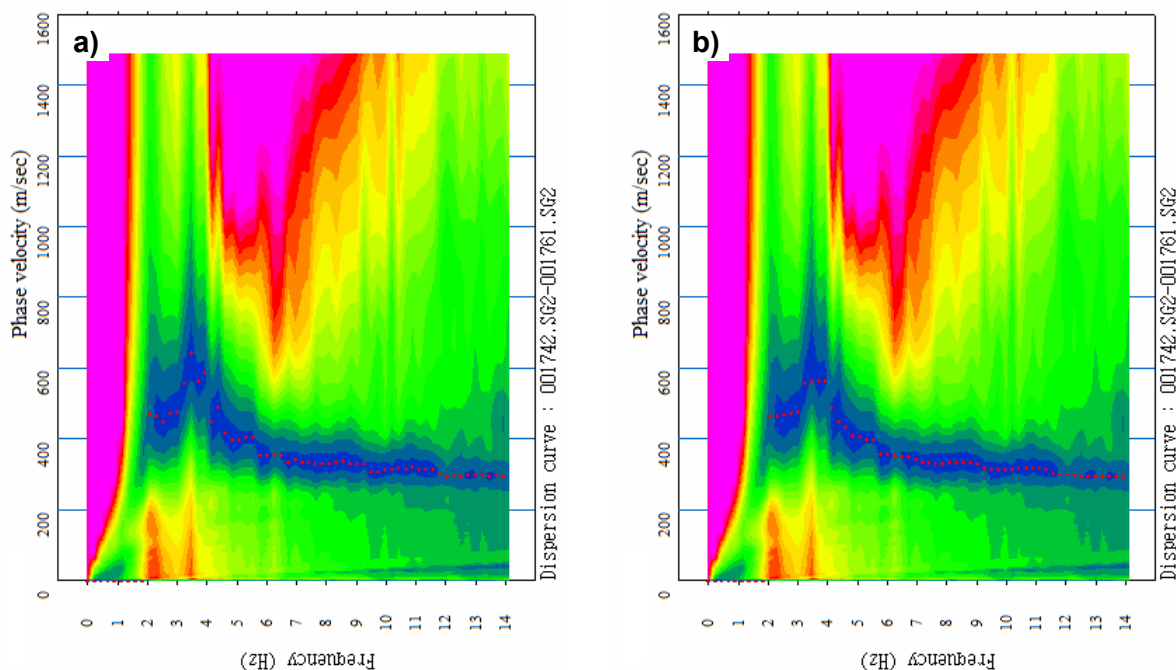 a)
Phase velocity (m/sec)
1600
1400
1200
1000
800
600
400
200
0
0 1 2 3 4 5 6 7 8 9 10 11 12 13 14
Frequency (Hz)
Dispersion curve : 001742.SG2-001761.SG2
b)
Phase velocity (m/sec)
1600
1400
1200
1000
800
600
400
200
0
0 1 2 3 4 5 6 7 8 9 10 11 12 13 14
Frequency (Hz)
Dispersion curve : 001742.SG2-001761.SG2